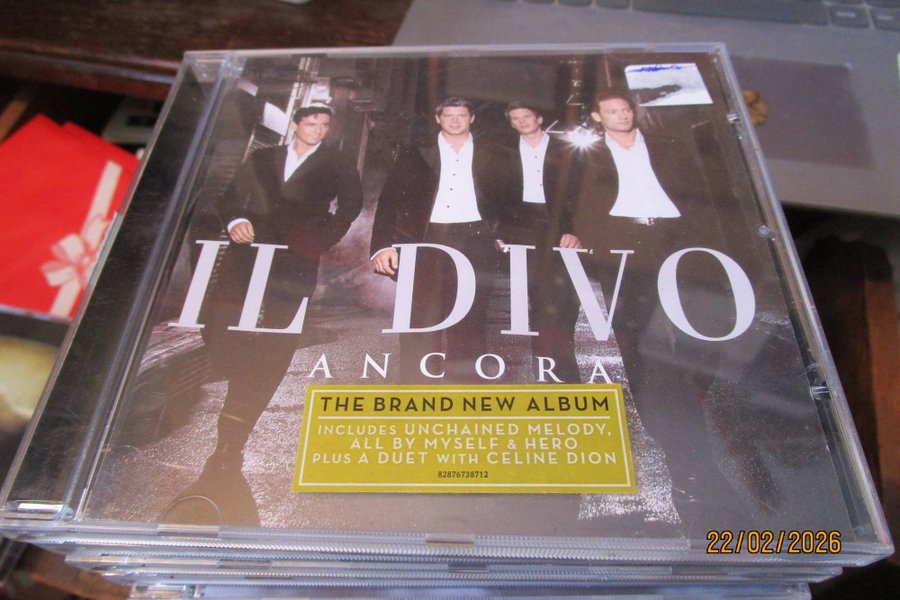 IL DIVO
ANCORA
THE BRAND NEW ALBUM
INCLUDES UNCHAINED MELODY,
ALL BY MYSELF & HERO
PLUS A DUET WITH CELINE DION
82876738712
22/02/2026